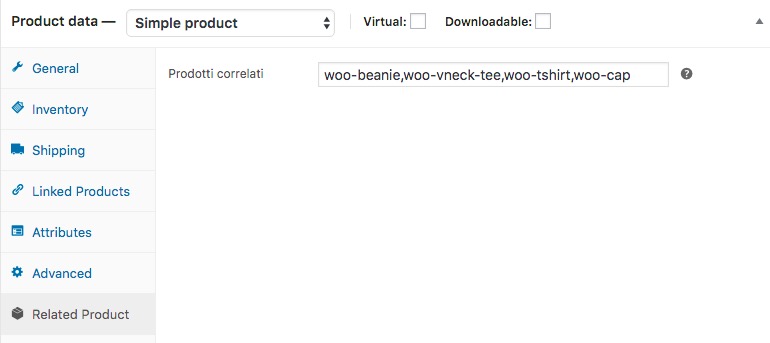 Product data — Simple product Virtual: Downloadable:
General
Prodotti correlati woo-beanie,woo-vneck-tee,woo-tshirt,woo-cap ?
Inventory
Shipping
Linked Products
Attributes
Advanced
Related Product